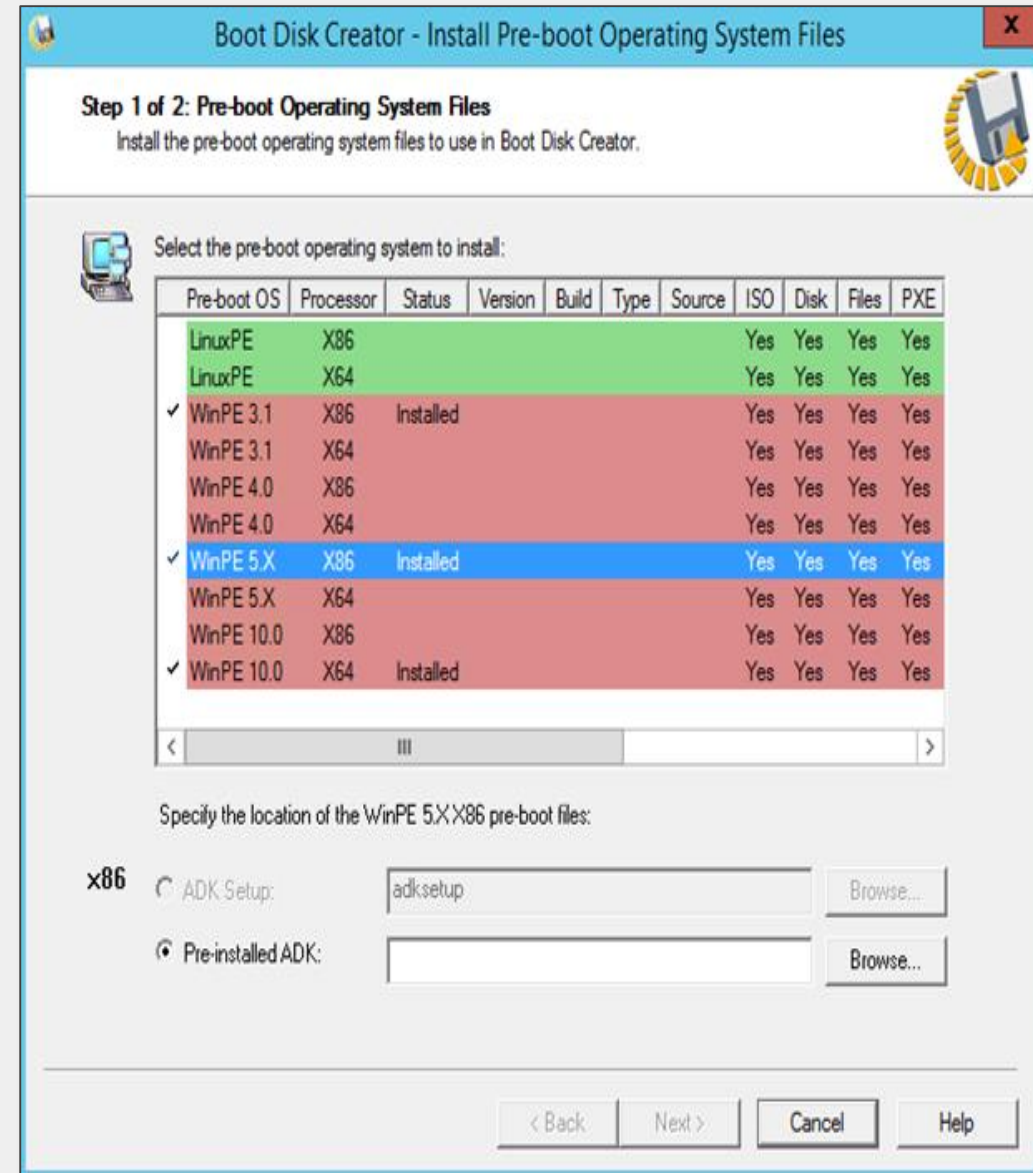 Boot Disk Creator - Install Pre-boot Operating System Files
X
Step 1 of 2: Pre-boot Operating System Files
Install the pre-boot operating system files to use in Boot Disk Creator.
Select the pre-boot operating system to install:
Pre-boot OS Processor Status Version Build Type Source ISO Disk Files PXE
LinuxPE X86 Yes Yes Yes Yes
LinuxPE X64 Yes Yes Yes Yes
✓ WinPE 3.1 X86 Installed Yes Yes Yes Yes
WinPE 3.1 X64 Yes Yes Yes Yes
WinPE 4.0 X86 Yes Yes Yes Yes
WinPE 4.0 X64 Yes Yes Yes Yes
✓ WinPE 5.X X86 Installed Yes Yes Yes Yes
WinPE 5.X X64 Yes Yes Yes Yes
WinPE 10.0 X86 Yes Yes Yes Yes
✓ WinPE 10.0 X64 Installed Yes Yes Yes Yes
Specify the location of the WinPE 5.X X86 pre-boot files:
x86 ADK Setup: adksetup Browse...
Pre-installed ADK: Browse...
< Back Next > Cancel Help